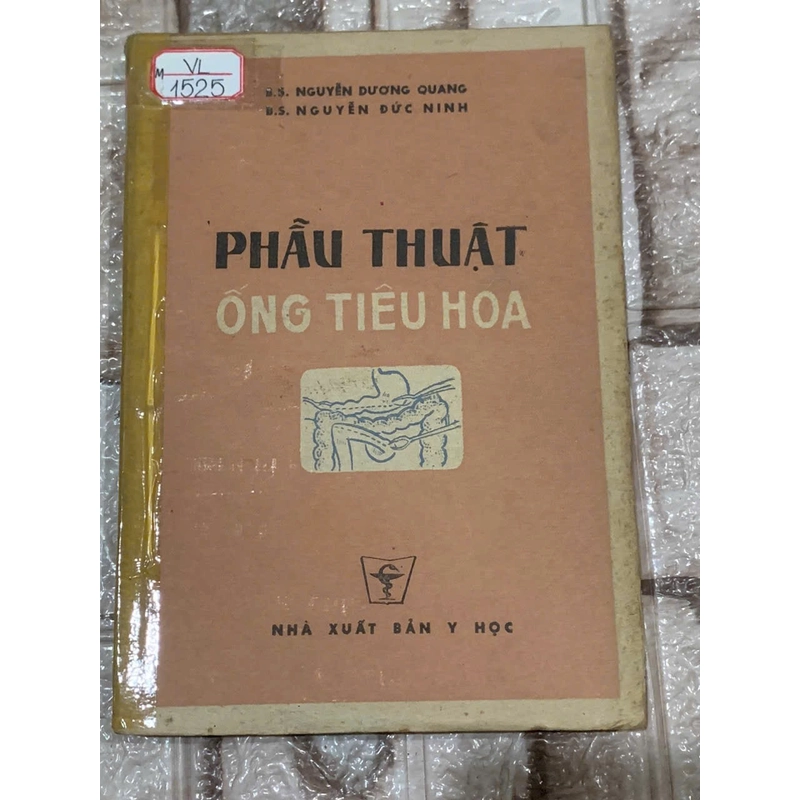 M VL
1525
B.S. NGUYỄN DƯƠNG QUANG
B.S. NGUYỄN ĐỨC NINH
PHẪU THUẬT
ỐNG TIÊU HOA
NHÀ XUẤT BẢN Y HỌC